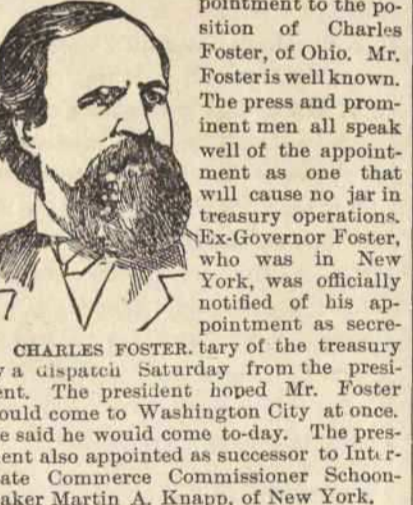 pointment to the po-
sition of Charles
Foster, of Ohio. Mr.
Foster is well known.
The press and prom-
inent men all speak
well of the appoint-
ment as one that
will cause no jar in
treasury operations.
Ex-Governor Foster,
who was in New
York, was officially
notified of his ap-
pointment as secre-
CHARLES FOSTER. tary of the treasury
y a dispatch Saturday from the presi-
ent. The president hoped Mr. Foster
ould come to Washington City at once.
e said he would come to-day. The pres-
ent also appointed as successor to Inter-
ate Commerce Commissioner Schoon-
aker Martin A. Knapp, of New York.